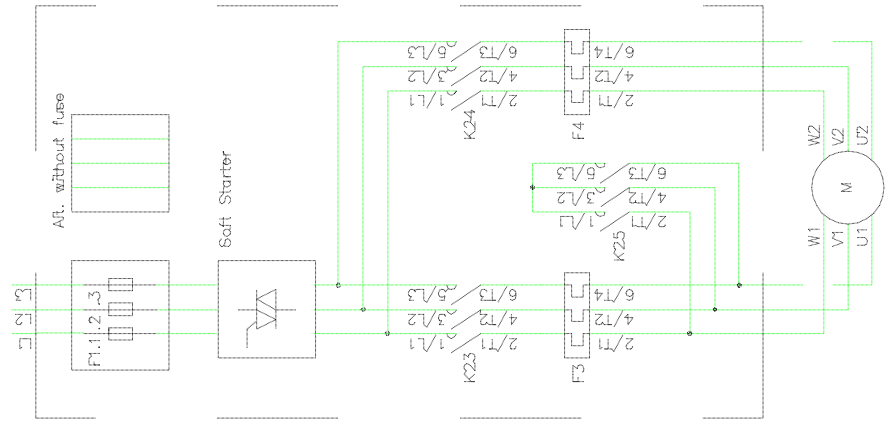 5/L3 6/T3 6/T4
3/L2 4/T2 4/T2
1/L1 2/T1 2/T1
K24 F4
Alt. without fuse
Soft Starter
W2 V2 U2
M
5/L3 6/T3
3/L2 4/T2
1/L1 2/T1
K25
W1 V1 U1
L3
L2
L1
F1.1..2..3
5/L3 6/T3 6/T4
3/L2 4/T2 4/T2
1/L1 2/T1 2/T1
K23 F3